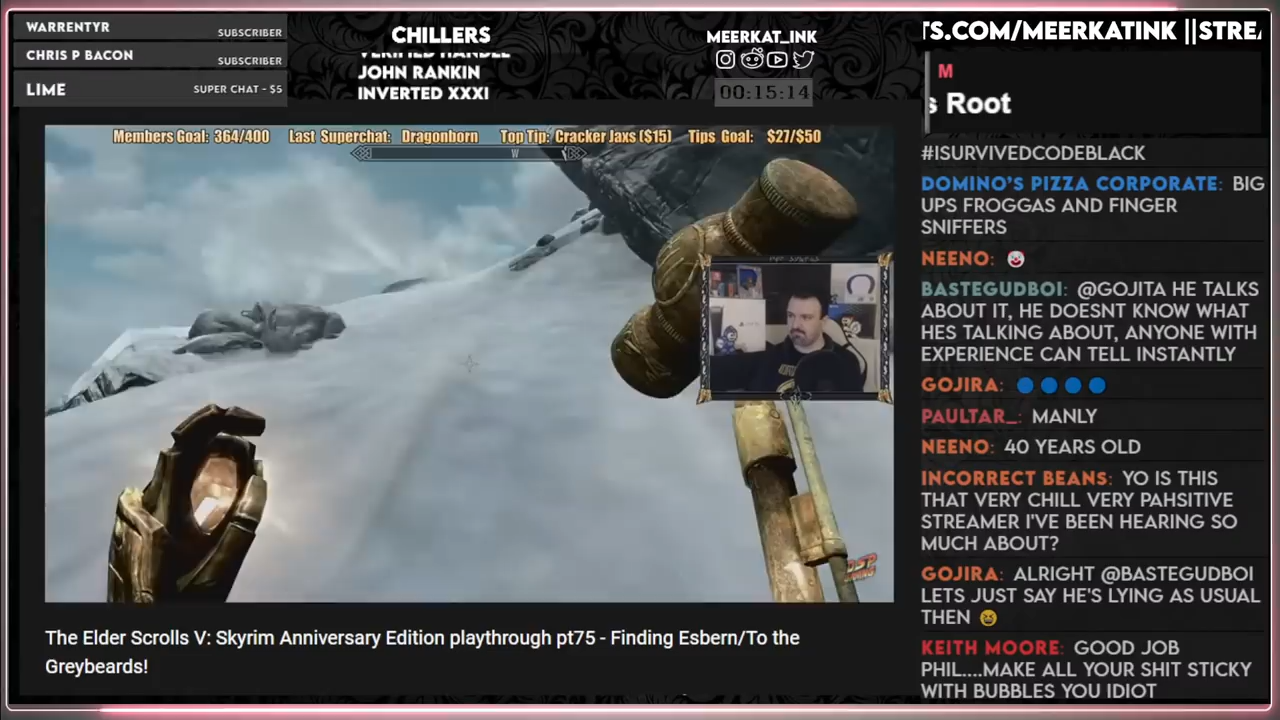 WARRENTYR SUBSCRIBER
CHRIS P BACON SUBSCRIBER
LIME SUPER CHAT - $5
CHILLERS
VERIFIED HANDLE
JOHN RANKIN
INVERTED XXXI
MEERKAT_INK
00:15:14
TS.COM/MEERKATINK ||STREA
M
s Root
Members Goal: 364/400 Last Superchat: Dragonborn Top Tip: Cracker Jaxs ($15) Tips Goal: $27/$50
W
DSP
The Elder Scrolls V: Skyrim Anniversary Edition playthrough pt75 - Finding Esbern/To the
Greybeards!
#ISURVIVEDCODEBLACK
DOMINO'S PIZZA CORPORATE: BIG
UPS FROGGAS AND FINGER
SNIFFERS
NEENO: 🤡
BASTEGUDBOI: @GOJITA HE TALKS
ABOUT IT, HE DOESNT KNOW WHAT
HES TALKING ABOUT, ANYONE WITH
EXPERIENCE CAN TELL INSTANTLY
GOJIRA: 🔵🔵🔵🔵
PAULTAR_: MANLY
NEENO: 40 YEARS OLD
INCORRECT BEANS: YO IS THIS
THAT VERY CHILL VERY PAHSITIVE
STREAMER I'VE BEEN HEARING SO
MUCH ABOUT?
GOJIRA: ALRIGHT @BASTEGUDBOI
LETS JUST SAY HE'S LYING AS USUAL
THEN 😆
KEITH MOORE: GOOD JOB
PHIL....MAKE ALL YOUR SHIT STICKY
WITH BUBBLES YOU IDIOT